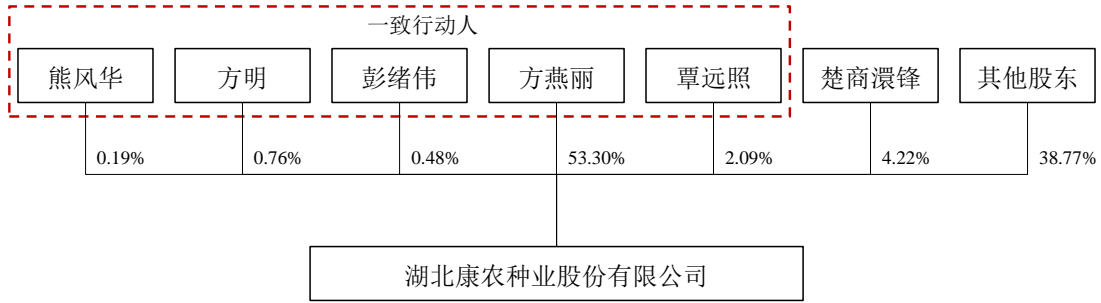 一致行动人
熊风华 方明 彭绪伟 方燕丽 覃远照 楚商澴锋 其他股东
0.19% 0.76% 0.48% 53.30% 2.09% 4.22% 38.77%
湖北康农种业股份有限公司